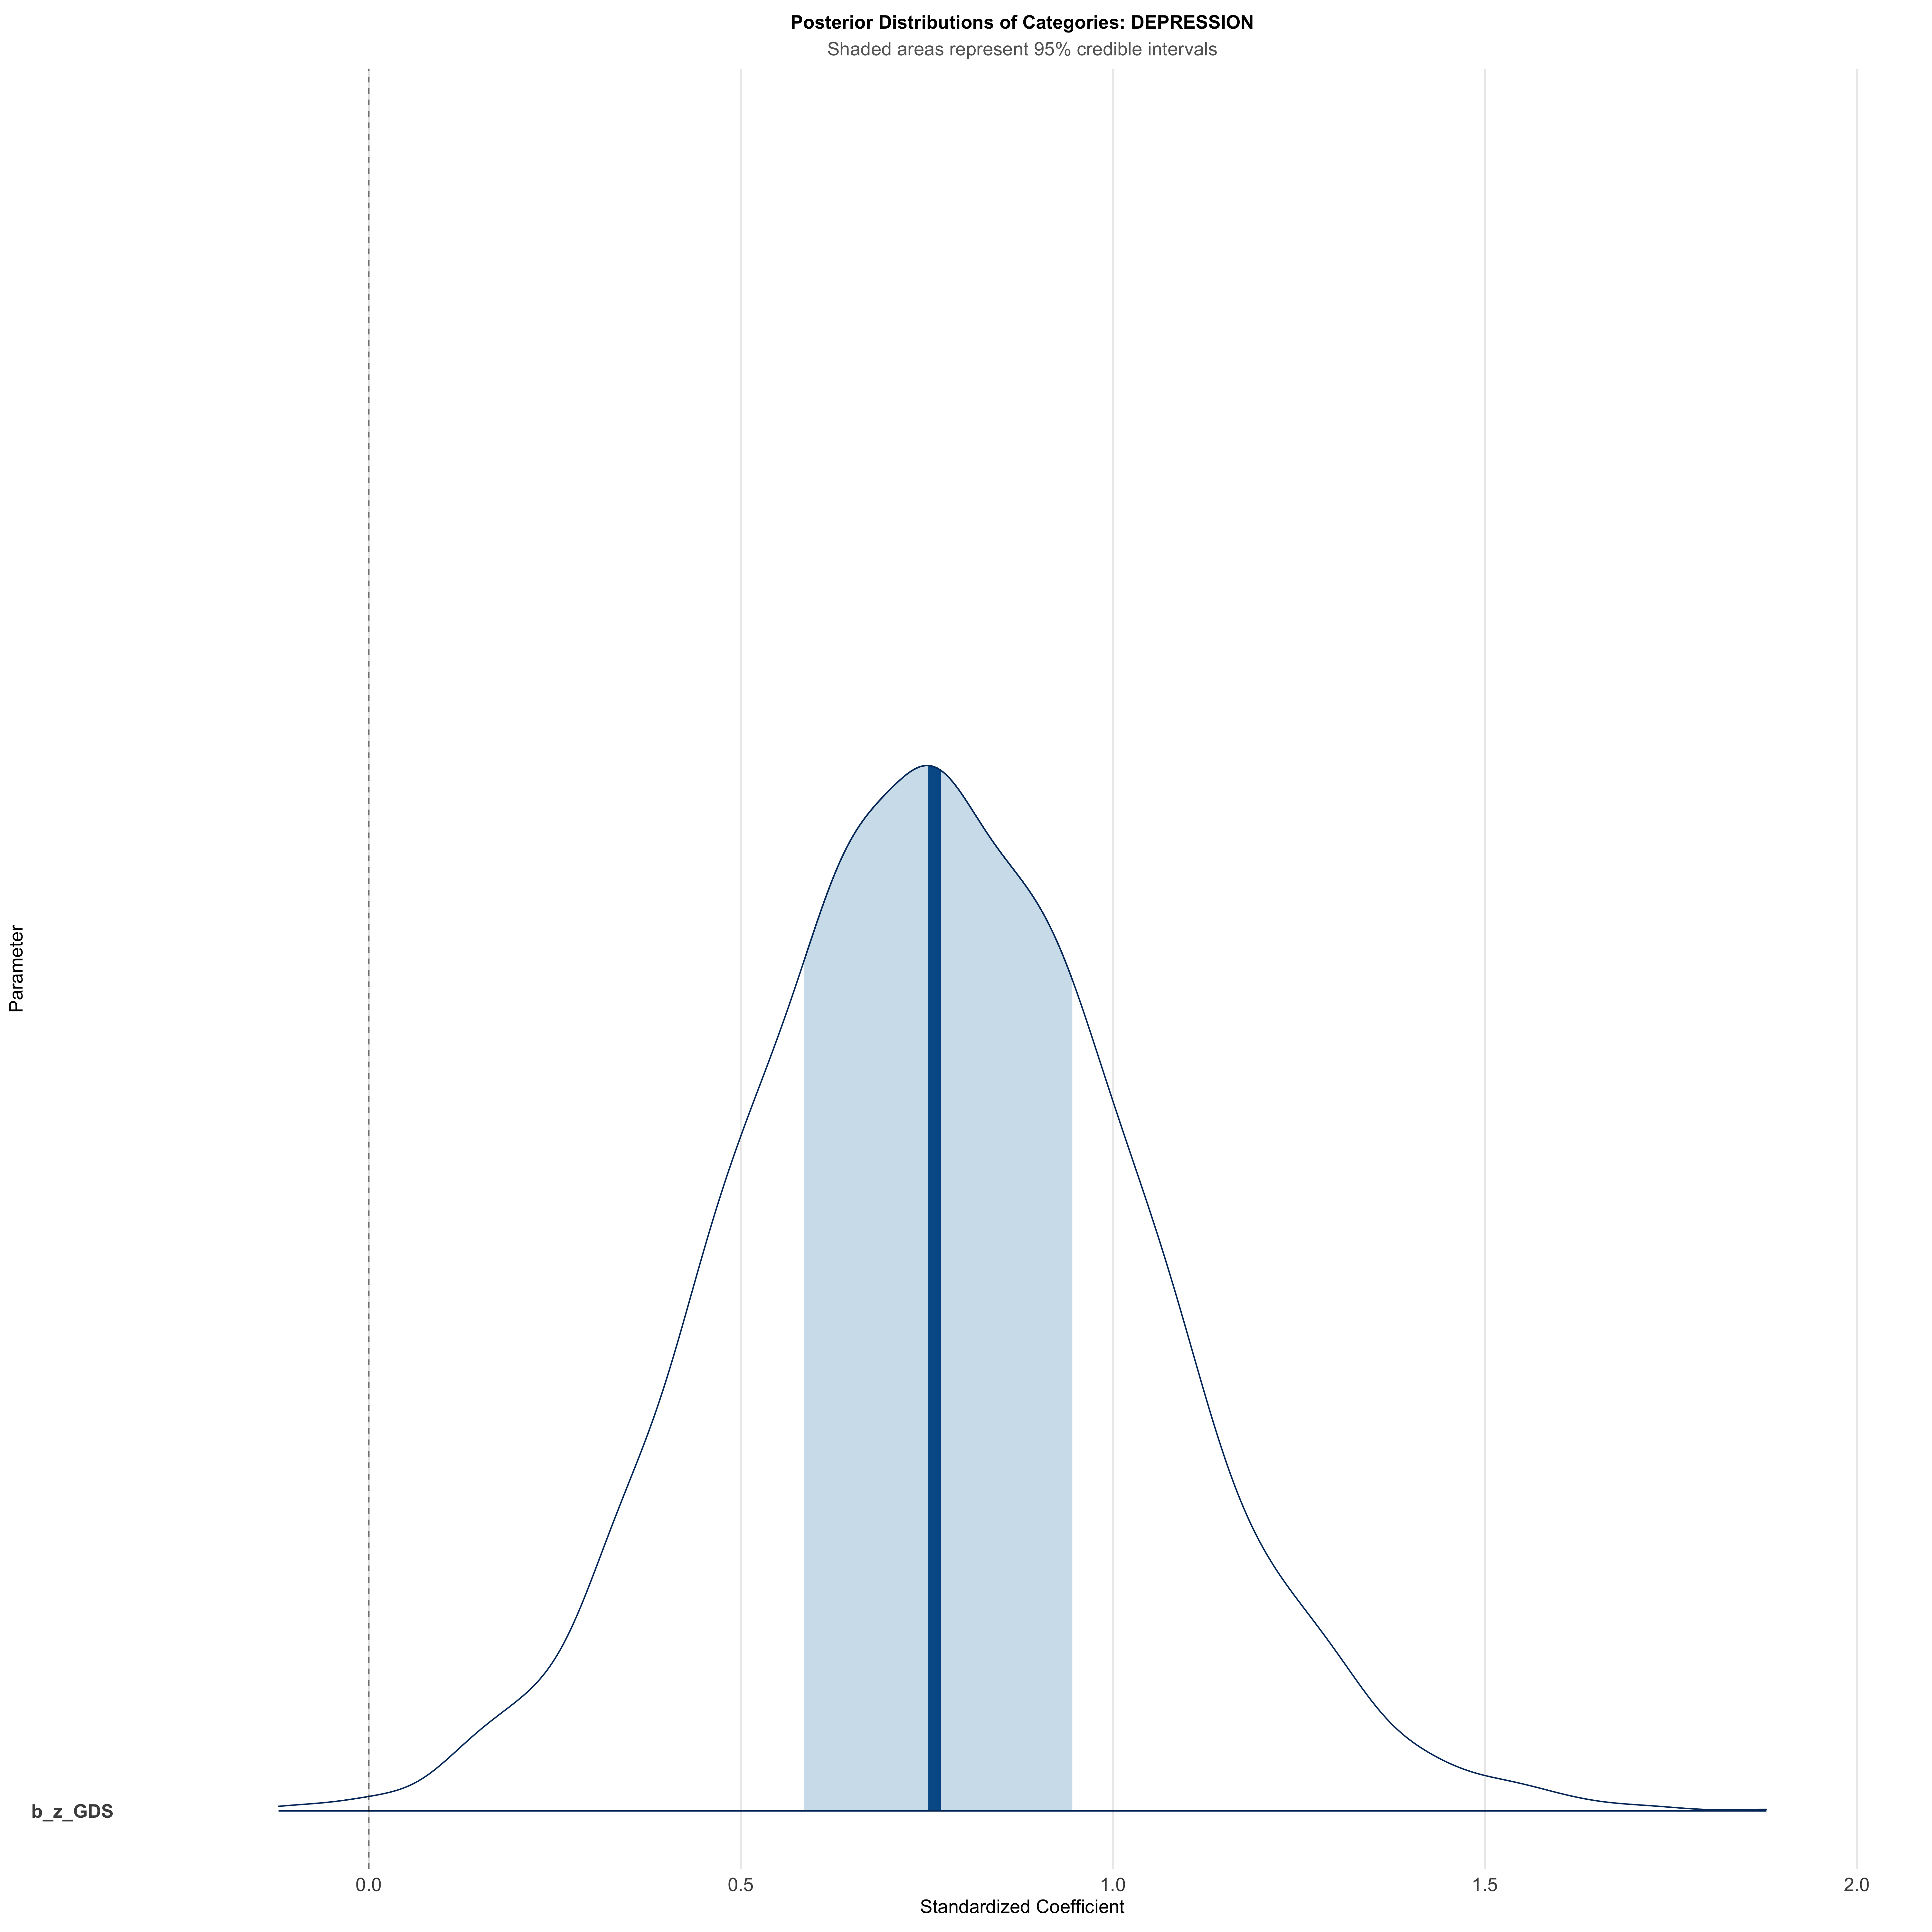 Posterior Distributions of Categories: DEPRESSION
Shaded areas represent 95% credible intervals
Parameter
b_z_GDS
0.0 0.5 1.0 1.5 2.0
Standardized Coefficient